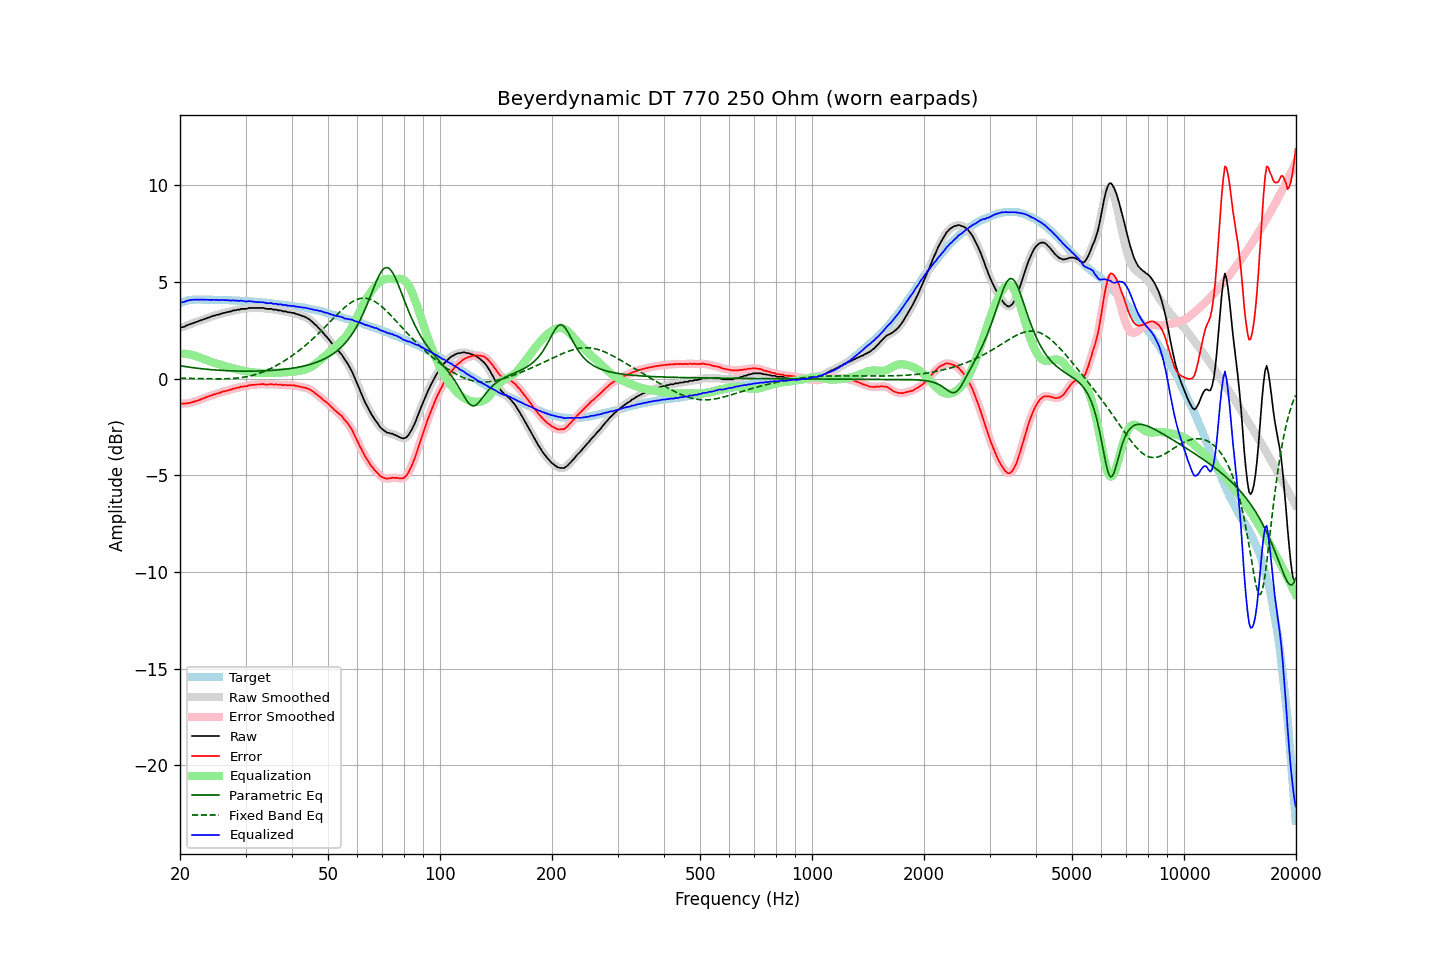 Beyerdynamic DT 770 250 Ohm (worn earpads)
10
5
0
−5
−10
−15
−20
Amplitude (dBr)
Target
Raw Smoothed
Error Smoothed
Raw
Error
Equalization
Parametric Eq
Fixed Band Eq
Equalized
20 50 100 200 500 1000 2000 5000 10000 20000
Frequency (Hz)